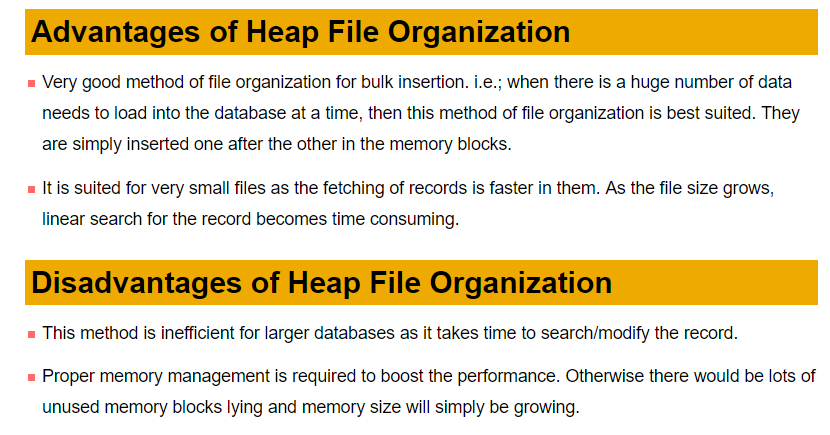 Advantages of Heap File Organization
Very good method of file organization for bulk insertion. i.e.; when there is a huge number of data
needs to load into the database at a time, then this method of file organization is best suited. They
are simply inserted one after the other in the memory blocks.
It is suited for very small files as the fetching of records is faster in them. As the file size grows,
linear search for the record becomes time consuming.
Disadvantages of Heap File Organization
This method is inefficient for larger databases as it takes time to search/modify the record.
Proper memory management is required to boost the performance. Otherwise there would be lots of
unused memory blocks lying and memory size will simply be growing.